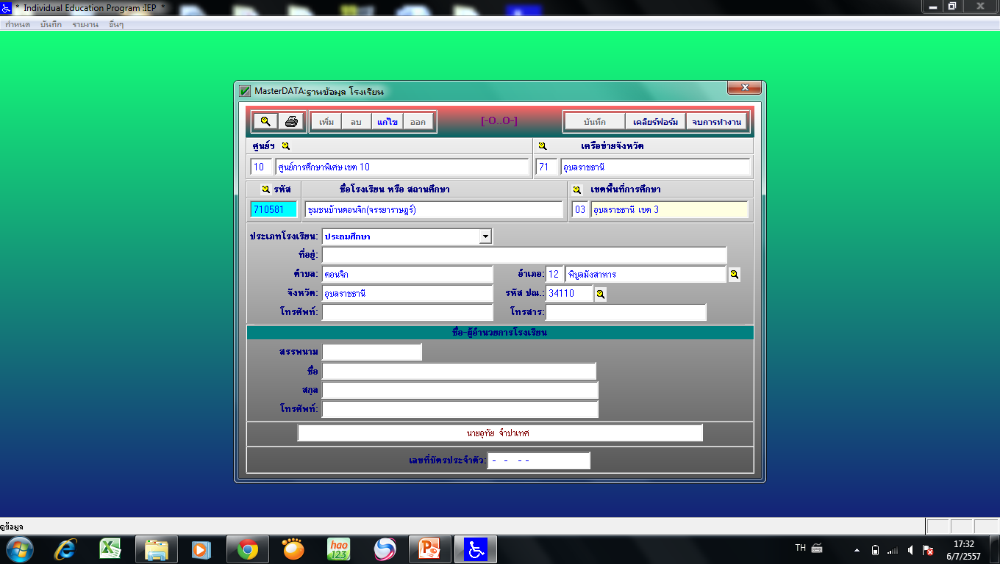 * Individual Education Program :IEP *
กำหนด บันทึก รายงาน อื่นๆ
MasterDATA:ฐานข้อมูล โรงเรียน
เพิ่ม ลบ แก้ไข ออก [-O..O-] บันทึก เคลียร์ฟอร์ม จบการทำงาน
ศูนย์ฯ เครือข่ายจังหวัด
10 ศูนย์การศึกษาพิเศษ เขต 10 71 อุบลราชธานี
รหัส ชื่อโรงเรียน หรือ สถานศึกษา เขตพื้นที่การศึกษา
710581 ชุมชนบ้านดอนจิก(จรรยาราษฎร์) 03 อุบลราชธานี เขต 3
ประเภทโรงเรียน: ประถมศึกษา
ที่อยู่:
ตำบล: ดอนจิก อำเภอ: 12 พิบูลมังสาหาร
จังหวัด: อุบลราชธานี รหัส ปณ.: 34110
โทรศัพท์: โทรสาร:
ชื่อ-ผู้อำนวยการโรงเรียน
สรรพนาม
ชื่อ
สกุล
โทรศัพท์:
นายอุทัย จำปาเทศ
เลขที่บัตรประจำตัว: - - - -
ดูข้อมูล
hao
123
TH
17:32
6/7/2557